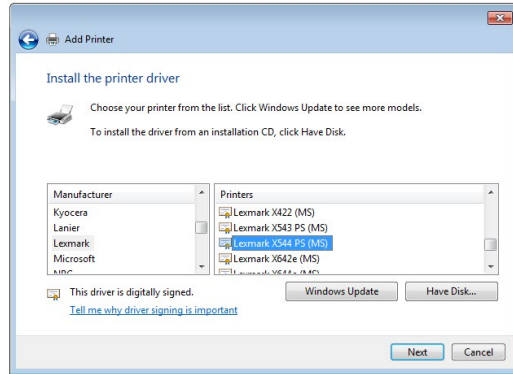 Add Printer
Install the printer driver
Choose your printer from the list. Click Windows Update to see more models.
To install the driver from an installation CD, click Have Disk.
Manufacturer
Kyocera
Lanier
Lexmark
Microsoft
Printers
Lexmark X422 (MS)
Lexmark X543 PS (MS)
Lexmark X544 PS (MS)
Lexmark X642e (MS)
This driver is digitally signed.
Tell me why driver signing is important
Windows Update
Have Disk...
Next
Cancel